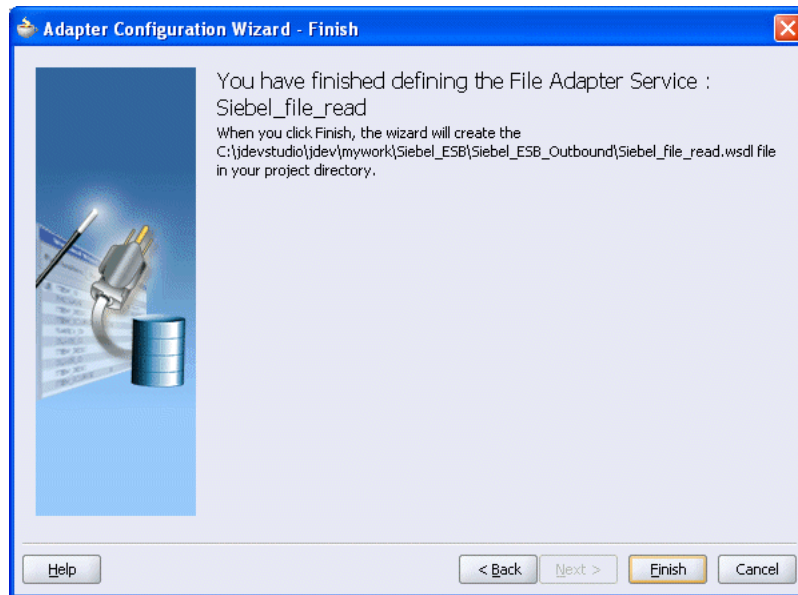 Adapter Configuration Wizard - Finish
You have finished defining the File Adapter Service :
Siebel_file_read
When you click Finish, the wizard will create the
C:\jdevstudio\jdev\mywork\Siebel_ESB\Siebel_ESB_Outbound\Siebel_file_read.wsdl file
in your project directory.
Help
< Back
Next >
Finish
Cancel